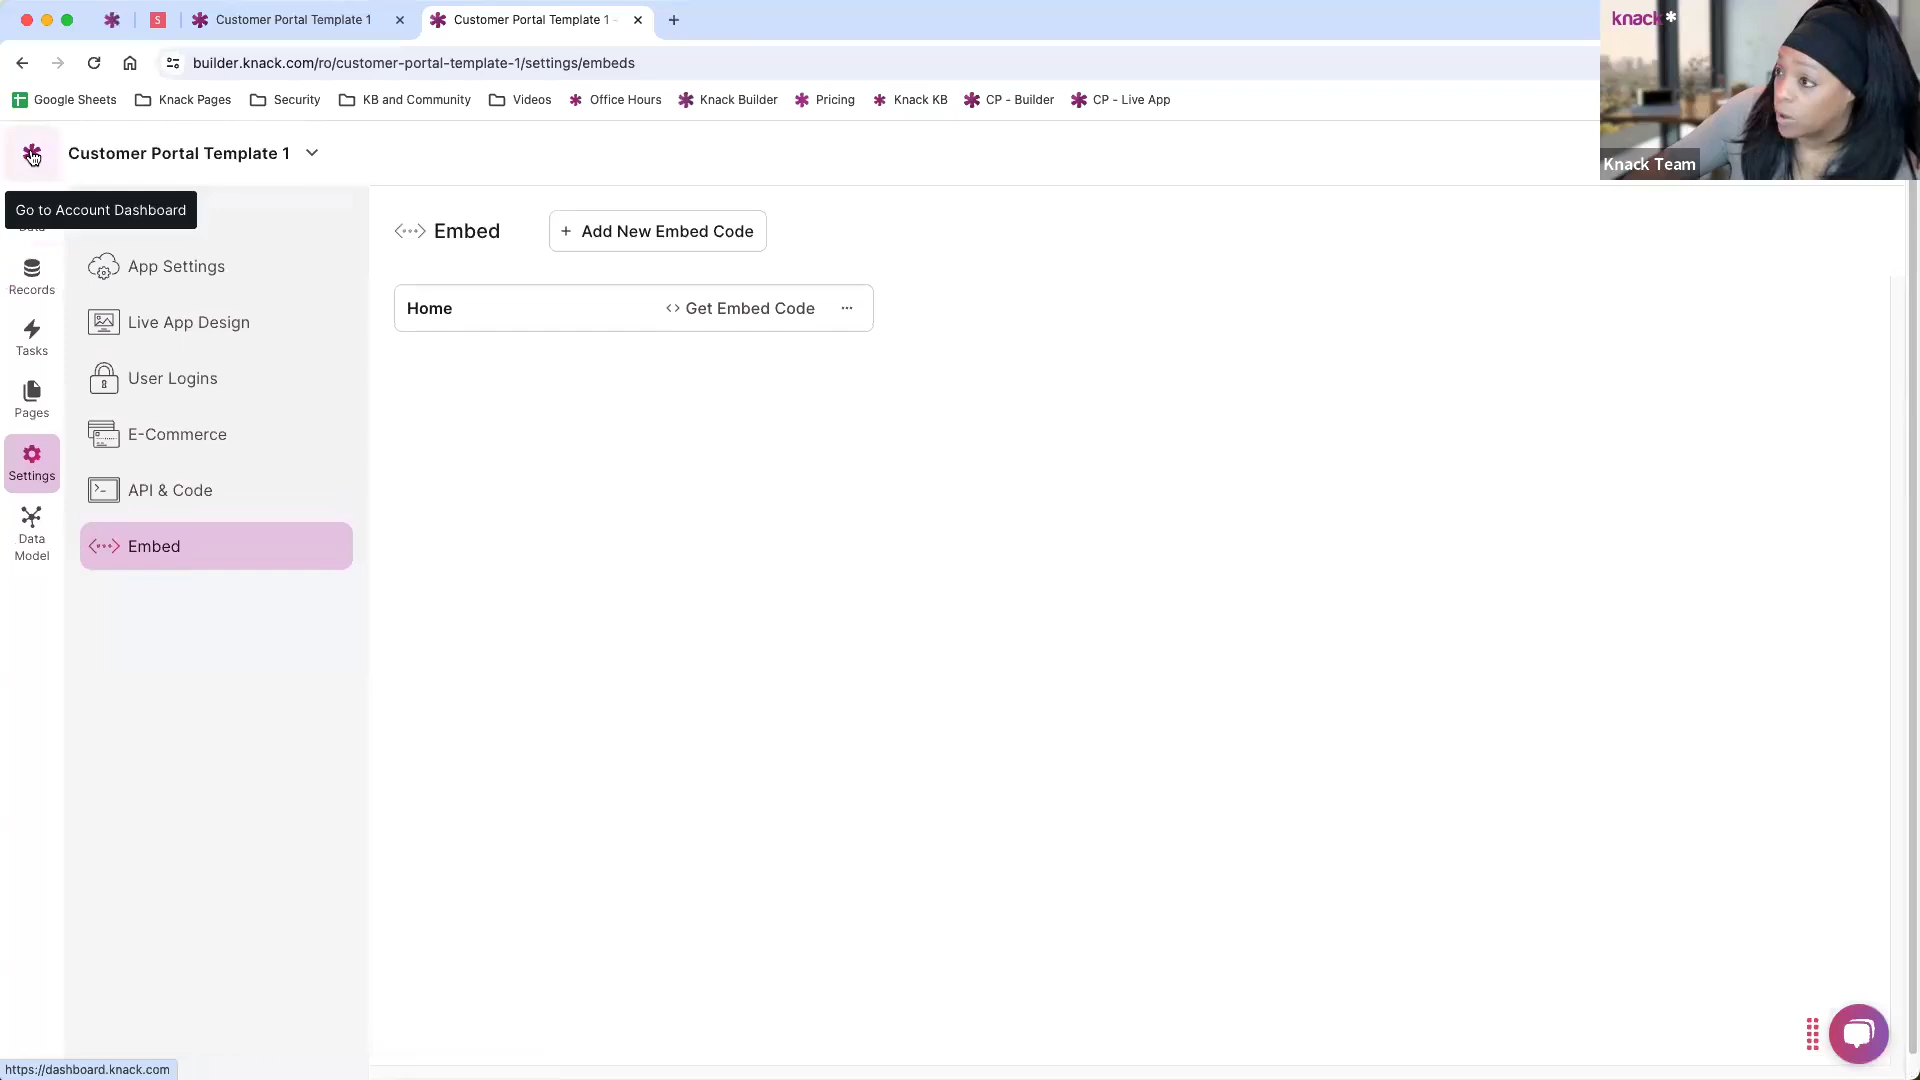 S
Customer Portal Template 1
Customer Portal Template 1 -
builder.knack.com/ro/customer-portal-template-1/settings/embeds
Google Sheets
Knack Pages
Security
KB and Community
Videos
Office Hours
Knack Builder
Pricing
Knack KB
CP - Builder
CP - Live App
knack*
Knack Team
Customer Portal Template 1
Go to Account Dashboard
Data
Records
Tasks
Pages
Settings
Data
Model
App Settings
Live App Design
User Logins
E-Commerce
API & Code
Embed
Embed
+ Add New Embed Code
Home
Get Embed Code
https://dashboard.knack.com